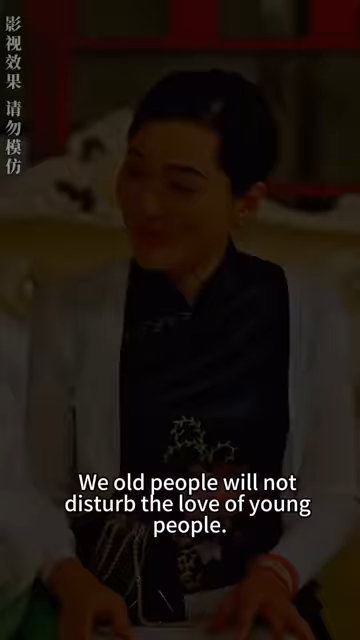 影视效果 请勿模仿
We old people will not
disturb the love of young
people.